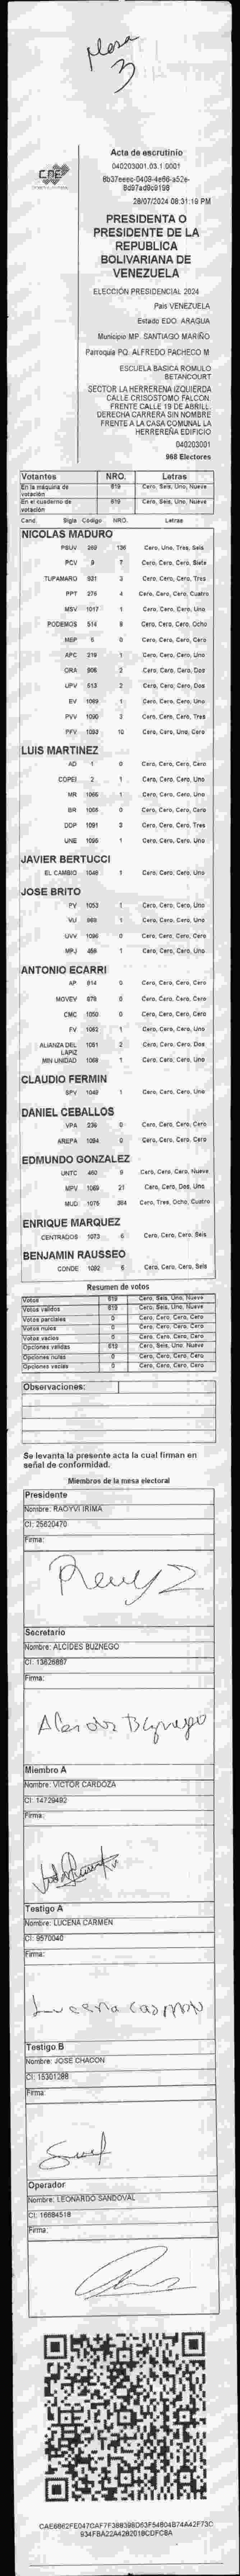 Mesa
3
CNE
Acta de escrutinio
040203001.03.1.0001
8b37eeec-0409-4e66-a52e-
8d97ad9c9198
28/07/2024 08:31:19 PM
PRESIDENTA O
PRESIDENTE DE LA
REPUBLICA
BOLIVARIANA DE
VENEZUELA
ELECCIÓN PRESIDENCIAL 2024
País VENEZUELA
Estado EDO. ARAGUA
Municipio MP. SANTIAGO MARIÑO
Parroquia PQ. ALFREDO PACHECO M
ESCUELA BASICA ROMULO
BETANCOURT
SECTOR LA HERREREÑA IZQUIERDA
CALLE CRISOSTOMO FALCON.
FRENTE CALLE 19 DE ABRILL.
DERECHA CARRERA SIN NOMBRE
FRENTE A LA CASA COMUNAL LA
HERREREÑA EDIFICIO
040203001
968 Electores
Votantes NRO. Letras
En la máquina de votación 619 Cero, Seis, Uno, Nueve
En el cuaderno de votación 619 Cero, Seis, Uno, Nueve
Cand. Sigla Código NRO. Letras
NICOLAS MADURO
PSUV 269 136 Cero, Uno, Tres, Seis
PCV 9 7 Cero, Cero, Cero, Siete
TUPAMARO 931 3 Cero, Cero, Cero, Tres
PPT 275 4 Cero, Cero, Cero, Cuatro
MSV 1017 1 Cero, Cero, Cero, Uno
PODEMOS 514 8 Cero, Cero, Cero, Ocho
MEP 5 0 Cero, Cero, Cero, Cero
APC 219 1 Cero, Cero, Cero, Uno
ORA 906 2 Cero, Cero, Cero, Dos
UPV 513 2 Cero, Cero, Cero, Dos
EV 1069 1 Cero, Cero, Cero, Uno
PVV 1090 3 Cero, Cero, Cero, Tres
PFV 1093 10 Cero, Cero, Uno, Cero
LUIS MARTINEZ
AD 1 0 Cero, Cero, Cero, Cero
COPEI 2 1 Cero, Cero, Cero, Uno
MR 1066 1 Cero, Cero, Cero, Uno
BR 1005 0 Cero, Cero, Cero, Cero
DDP 1091 3 Cero, Cero, Cero, Tres
UNE 1095 1 Cero, Cero, Cero, Uno
JAVIER BERTUCCI
EL CAMBIO 1046 1 Cero, Cero, Cero, Uno
JOSE BRITO
PV 1053 1 Cero, Cero, Cero, Uno
VU 969 1 Cero, Cero, Cero, Uno
UVV 1096 0 Cero, Cero, Cero, Cero
MPJ 456 1 Cero, Cero, Cero, Uno
ANTONIO ECARRI
AP 914 0 Cero, Cero, Cero, Cero
MOVEV 979 0 Cero, Cero, Cero, Cero
CMC 1050 0 Cero, Cero, Cero, Cero
FV 1062 1 Cero, Cero, Cero, Uno
ALIANZA DEL LAPIZ 1051 2 Cero, Cero, Cero, Dos
MIN UNIDAD 1068 1 Cero, Cero, Cero, Uno
CLAUDIO FERMIN
SPV 1049 1 Cero, Cero, Cero, Uno
DANIEL CEBALLOS
VPA 236 0 Cero, Cero, Cero, Cero
AREPA 1094 0 Cero, Cero, Cero, Cero
EDMUNDO GONZALEZ
UNTC 460 9 Cero, Cero, Cero, Nueve
MPV 1069 21 Cero, Cero, Dos, Uno
MUD 1076 384 Cero, Tres, Ocho, Cuatro
ENRIQUE MARQUEZ
CENTRADOS 1073 6 Cero, Cero, Cero, Seis
BENJAMIN RAUSSEO
CONDE 1092 6 Cero, Cero, Cero, Seis
Resumen de votos
Votos 619 Cero, Seis, Uno, Nueve
Votos válidos 619 Cero, Seis, Uno, Nueve
Votos parciales 0 Cero, Cero, Cero, Cero
Votos nulos 0 Cero, Cero, Cero, Cero
Votos vacíos 0 Cero, Cero, Cero, Cero
Opciones válidas 619 Cero, Seis, Uno, Nueve
Opciones nulas 0 Cero, Cero, Cero, Cero
Opciones vacías 0 Cero, Cero, Cero, Cero
Observaciones:
Se levanta la presente acta la cual firman en
señal de conformidad.
Miembros de la mesa electoral
Presidente
Nombre: RAOYVI IRIMA
CI: 25620470
Firma:
Secretario
Nombre: ALCIDES BUZNEGO
CI: 13826887
Firma:
Miembro A
Nombre: VICTOR CARDOZA
CI: 14729492
Firma:
Testigo A
Nombre: LUCENA CARMEN
CI: 9570040
Firma:
Lucena Carmen
Testigo B
Nombre: JOSE CHACON
CI: 15301288
Firma:
Operador
Nombre: LEONARDO SANDOVAL
CI: 16684518
Firma: